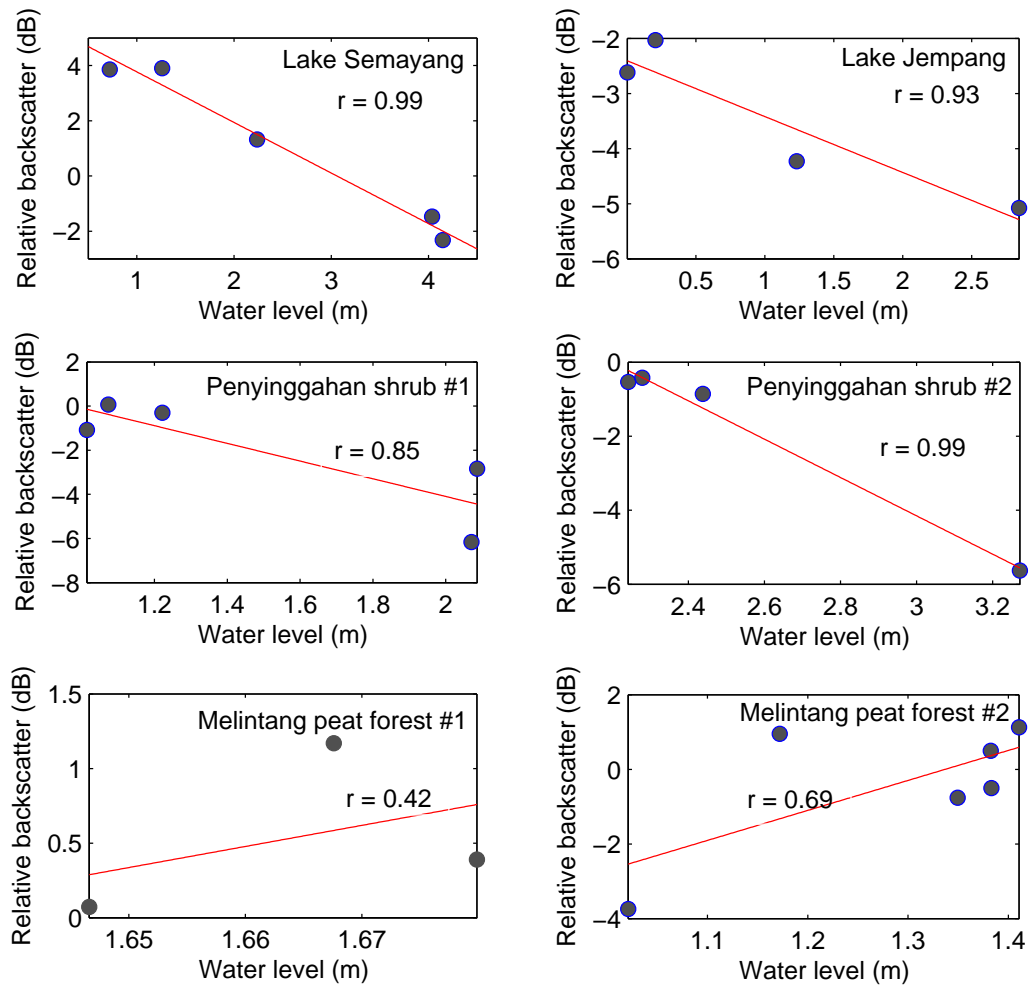 Relative backscatter (dB)
4
2
0
−2
Lake Semayang
r = 0.99
1
2
3
4
Water level (m)
Relative backscatter (dB)
−2
−3
−4
−5
−6
Lake Jempang
r = 0.93
0.5
1
1.5
2
2.5
Water level (m)
Relative backscatter (dB)
2
0
−2
−4
−6
−8
Penyinggahan shrub #1
r = 0.85
1.2
1.4
1.6
1.8
2
Water level (m)
Relative backscatter (dB)
0
−2
−4
−6
Penyinggahan shrub #2
r = 0.99
2.4
2.6
2.8
3
3.2
Water level (m)
Relative backscatter (dB)
1.5
1
0.5
0
Melintang peat forest #1
r = 0.42
1.65
1.66
1.67
Water level (m)
Relative backscatter (dB)
2
0
−2
−4
Melintang peat forest #2
r = 0.69
1.1
1.2
1.3
1.4
Water level (m)